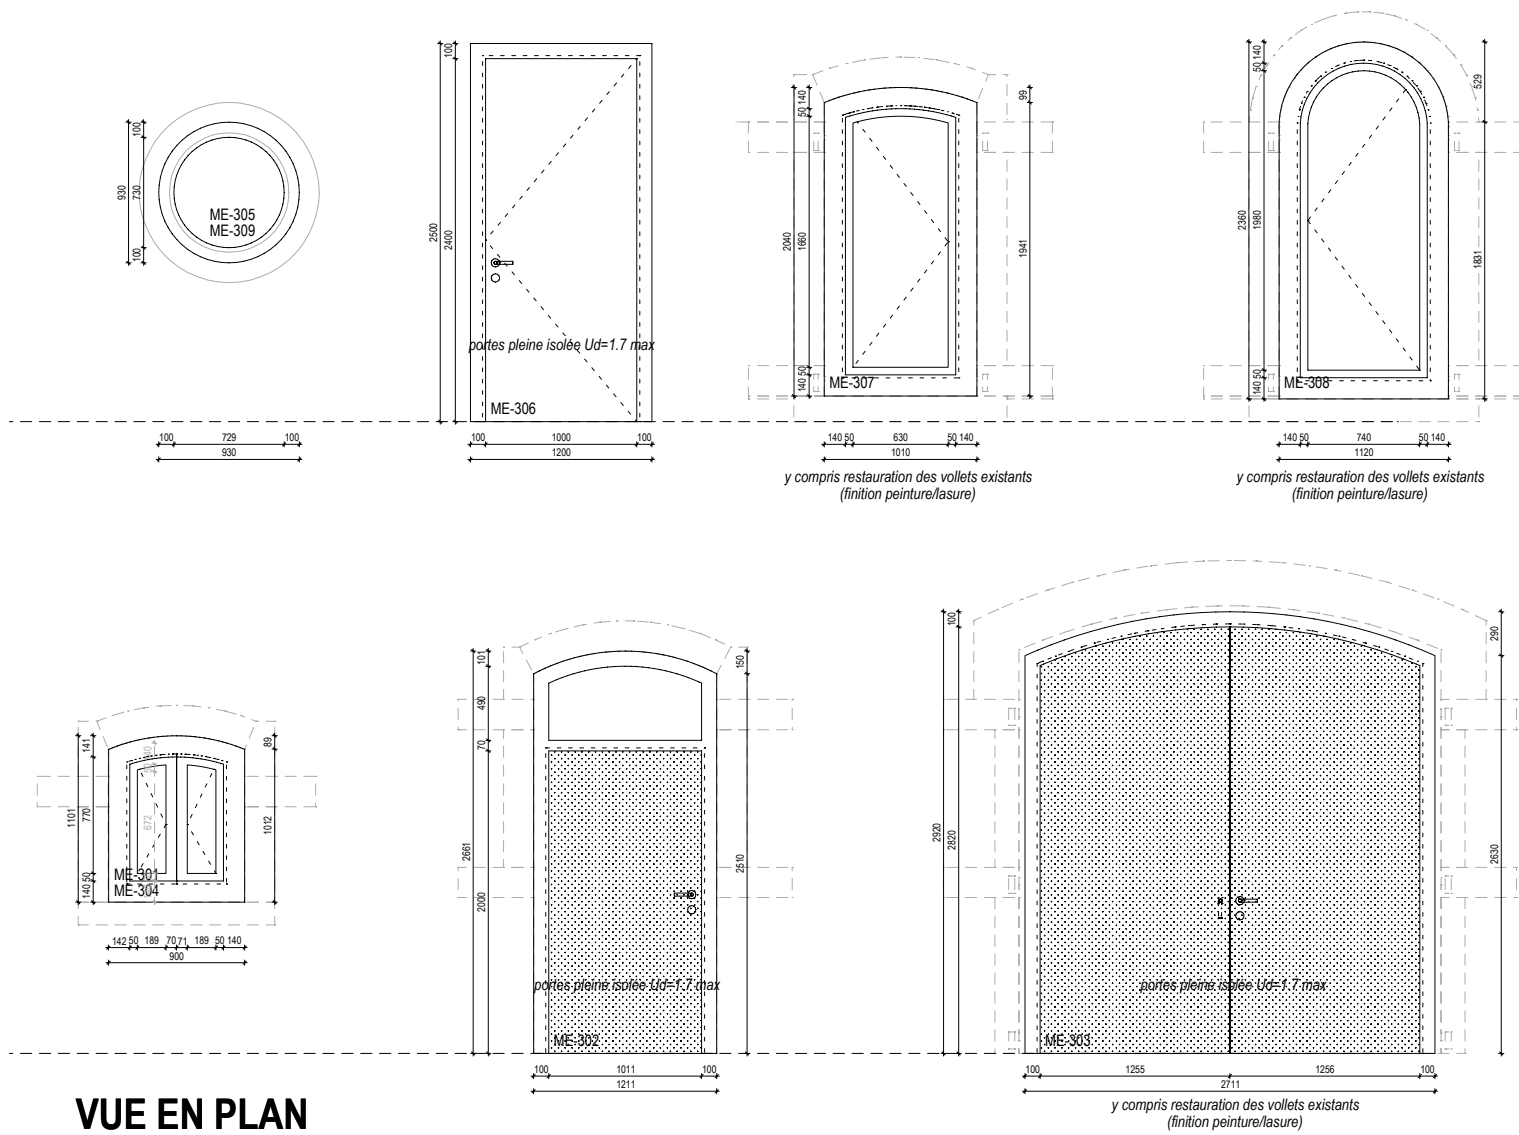 100
930
730
100
ME-305
ME-309
100 729 100
930
100
2500
2400
portes pleine isolée Ud=1.7 max
ME-306
100 1000 100
1200
50 140
99
2040
1660
1941
140 50
ME-307
140 50 630 50 140
1010
y compris restauration des vollets existants
(finition peinture/lasure)
50 140
529
2360
1980
1831
140 50
ME-308
140 50 740 50 140
1120
y compris restauration des vollets existants
(finition peinture/lasure)
141
89
1101
770
672
1012
140 50
ME-301
ME-304
142 50 189 70 71 189 50 140
900
101
150
490
70
2661
2000
2510
portes pleine isolée Ud=1.7 max
ME-302
100 1011 100
1211
100
290
2920
2820
2630
portes pleine isolée Ud=1.7 max
ME-303
100 1255 1256 100
2711
y compris restauration des vollets existants
(finition peinture/lasure)
VUE EN PLAN